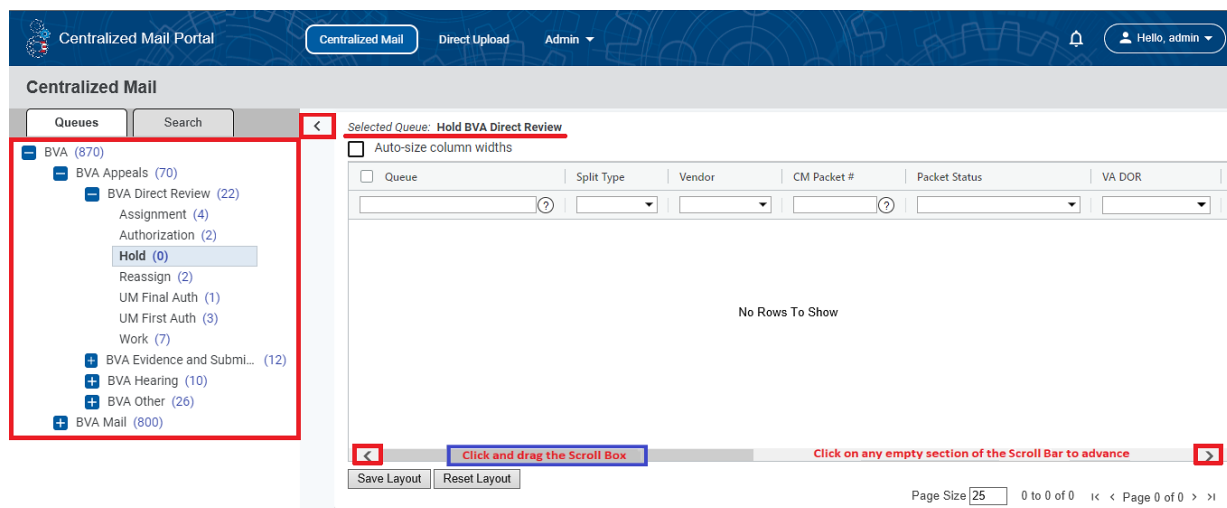 Centralized Mail Portal
Centralized Mail
Direct Upload
Admin
Hello, admin
Centralized Mail
Queues
Search
BVA (870)
BVA Appeals (70)
BVA Direct Review (22)
Assignment (4)
Authorization (2)
Hold (0)
Reassign (2)
UM Final Auth (1)
UM First Auth (3)
Work (7)
BVA Evidence and Submi... (12)
BVA Hearing (10)
BVA Other (26)
BVA Mail (800)
Selected Queue: Hold BVA Direct Review
Auto-size column widths
Queue
Split Type
Vendor
CM Packet #
Packet Status
VA DOR
?
?
No Rows To Show
Click and drag the Scroll Box
Click on any empty section of the Scroll Bar to advance
Save Layout
Reset Layout
Page Size 25
0 to 0 of 0
Page 0 of 0